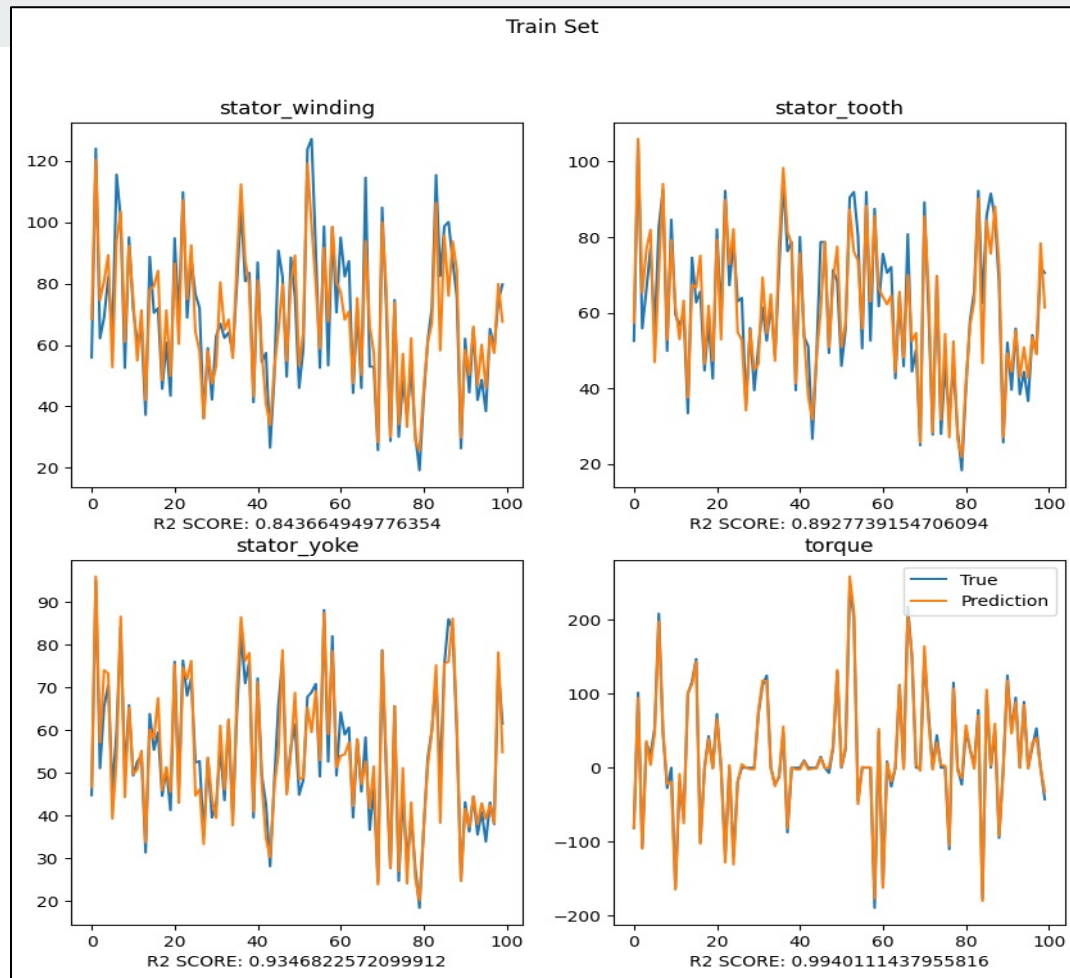 Train Set
stator_winding
120
100
80
60
40
20
0 20 40 60 80 100
R2 SCORE: 0.843664949776354
stator_tooth
100
80
60
40
20
0 20 40 60 80 100
R2 SCORE: 0.8927739154706094
stator_yoke
90
80
70
60
50
40
30
20
0 20 40 60 80 100
R2 SCORE: 0.9346822572099912
torque
True
Prediction
200
100
0
−100
−200
0 20 40 60 80 100
R2 SCORE: 0.9940111437955816